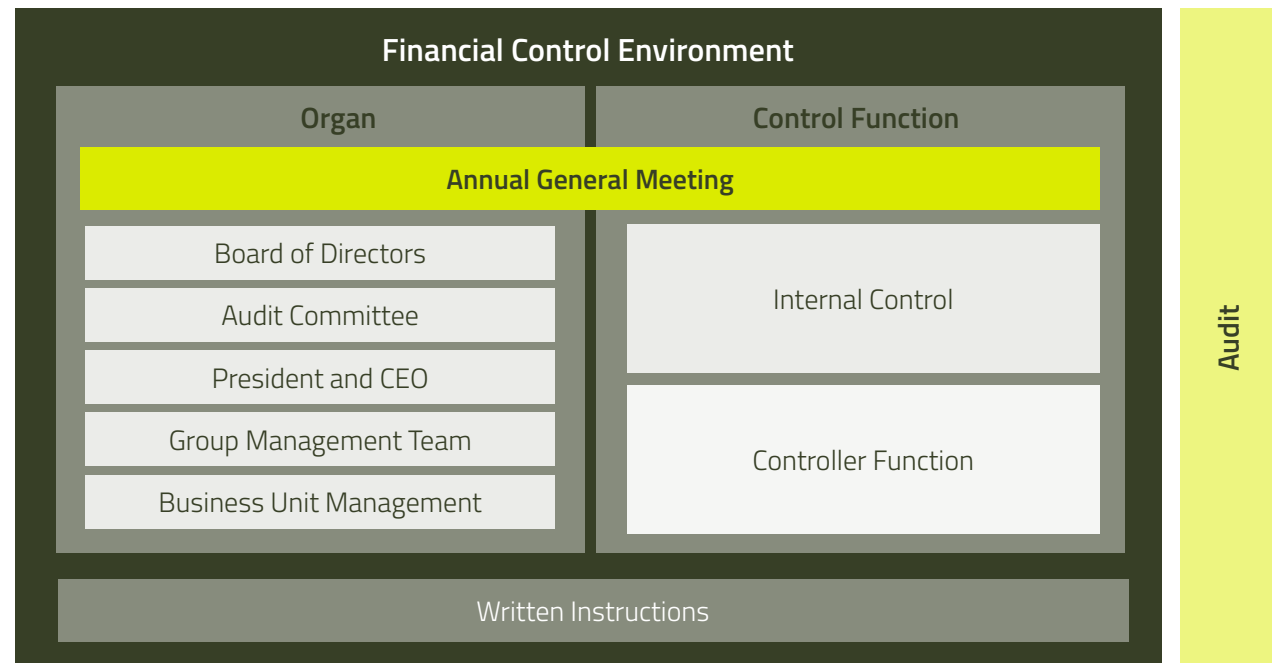 Financial Control Environment
Organ
Control Function
Annual General Meeting
Board of Directors
Audit Committee
President and CEO
Group Management Team
Business Unit Management
Internal Control
Controller Function
Written Instructions
Audit